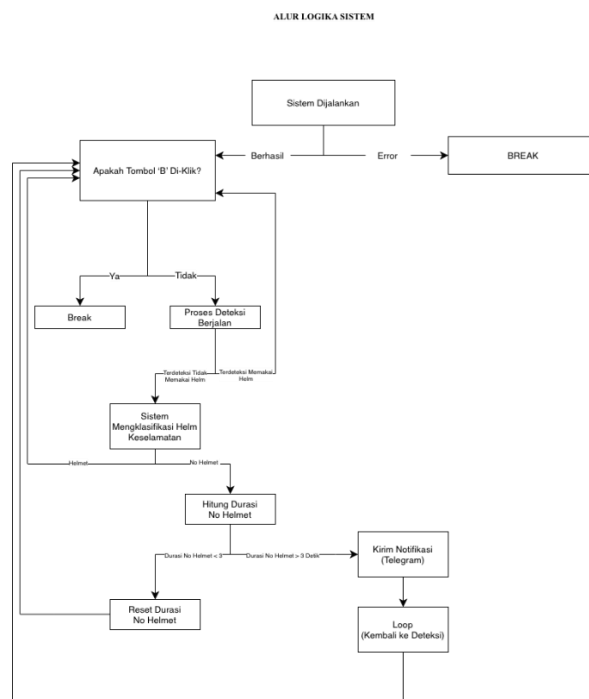 ALUR LOGIKA SISTEM
Sistem Dijalankan
Berhasil
Error
BREAK
Apakah Tombol 'B' Di-Klik?
Ya
Tidak
Break
Proses Deteksi
Berjalan
Terdeteksi Tidak
Memakai Helm
Terdeteksi Memakai
Helm
Sistem
Mengklasifikasi Helm
Keselamatan
Helmet
No Helmet
Hitung Durasi
No Helmet
Durasi No Helmet < 3
Durasi No Helmet > 3 Detik
Kirim Notifikasi
(Telegram)
Reset Durasi
No Helmet
Loop
(Kembali ke Deteksi)